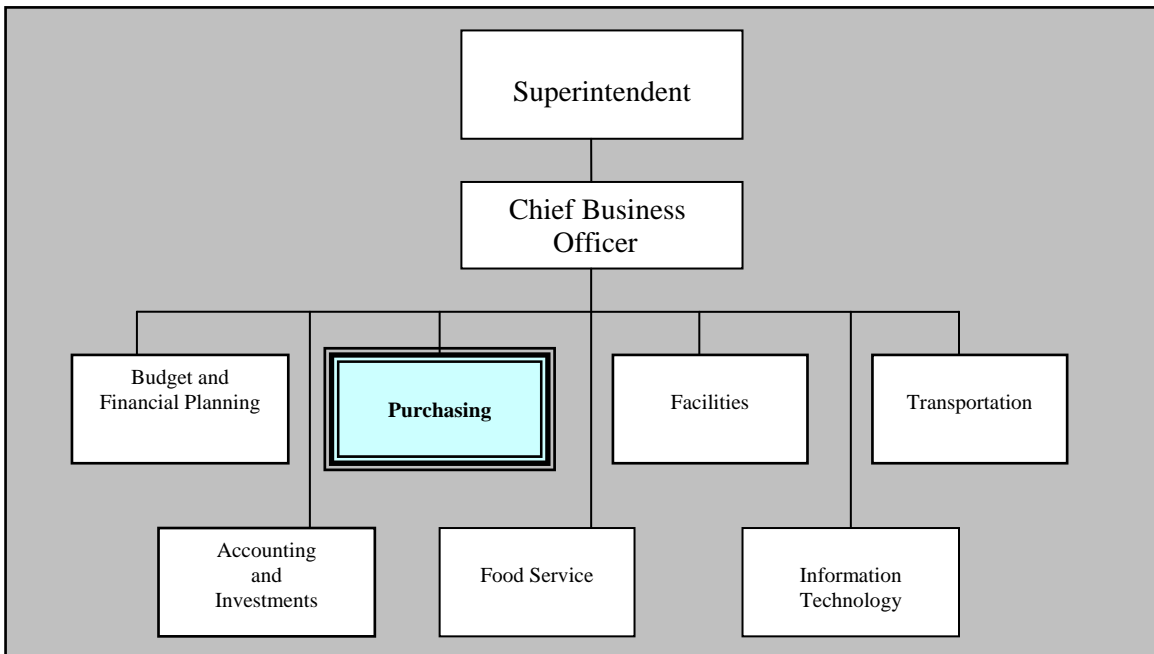 Superintendent
Chief Business
Officer
Budget and
Financial Planning
Purchasing
Facilities
Transportation
Accounting
and
Investments
Food Service
Information
Technology